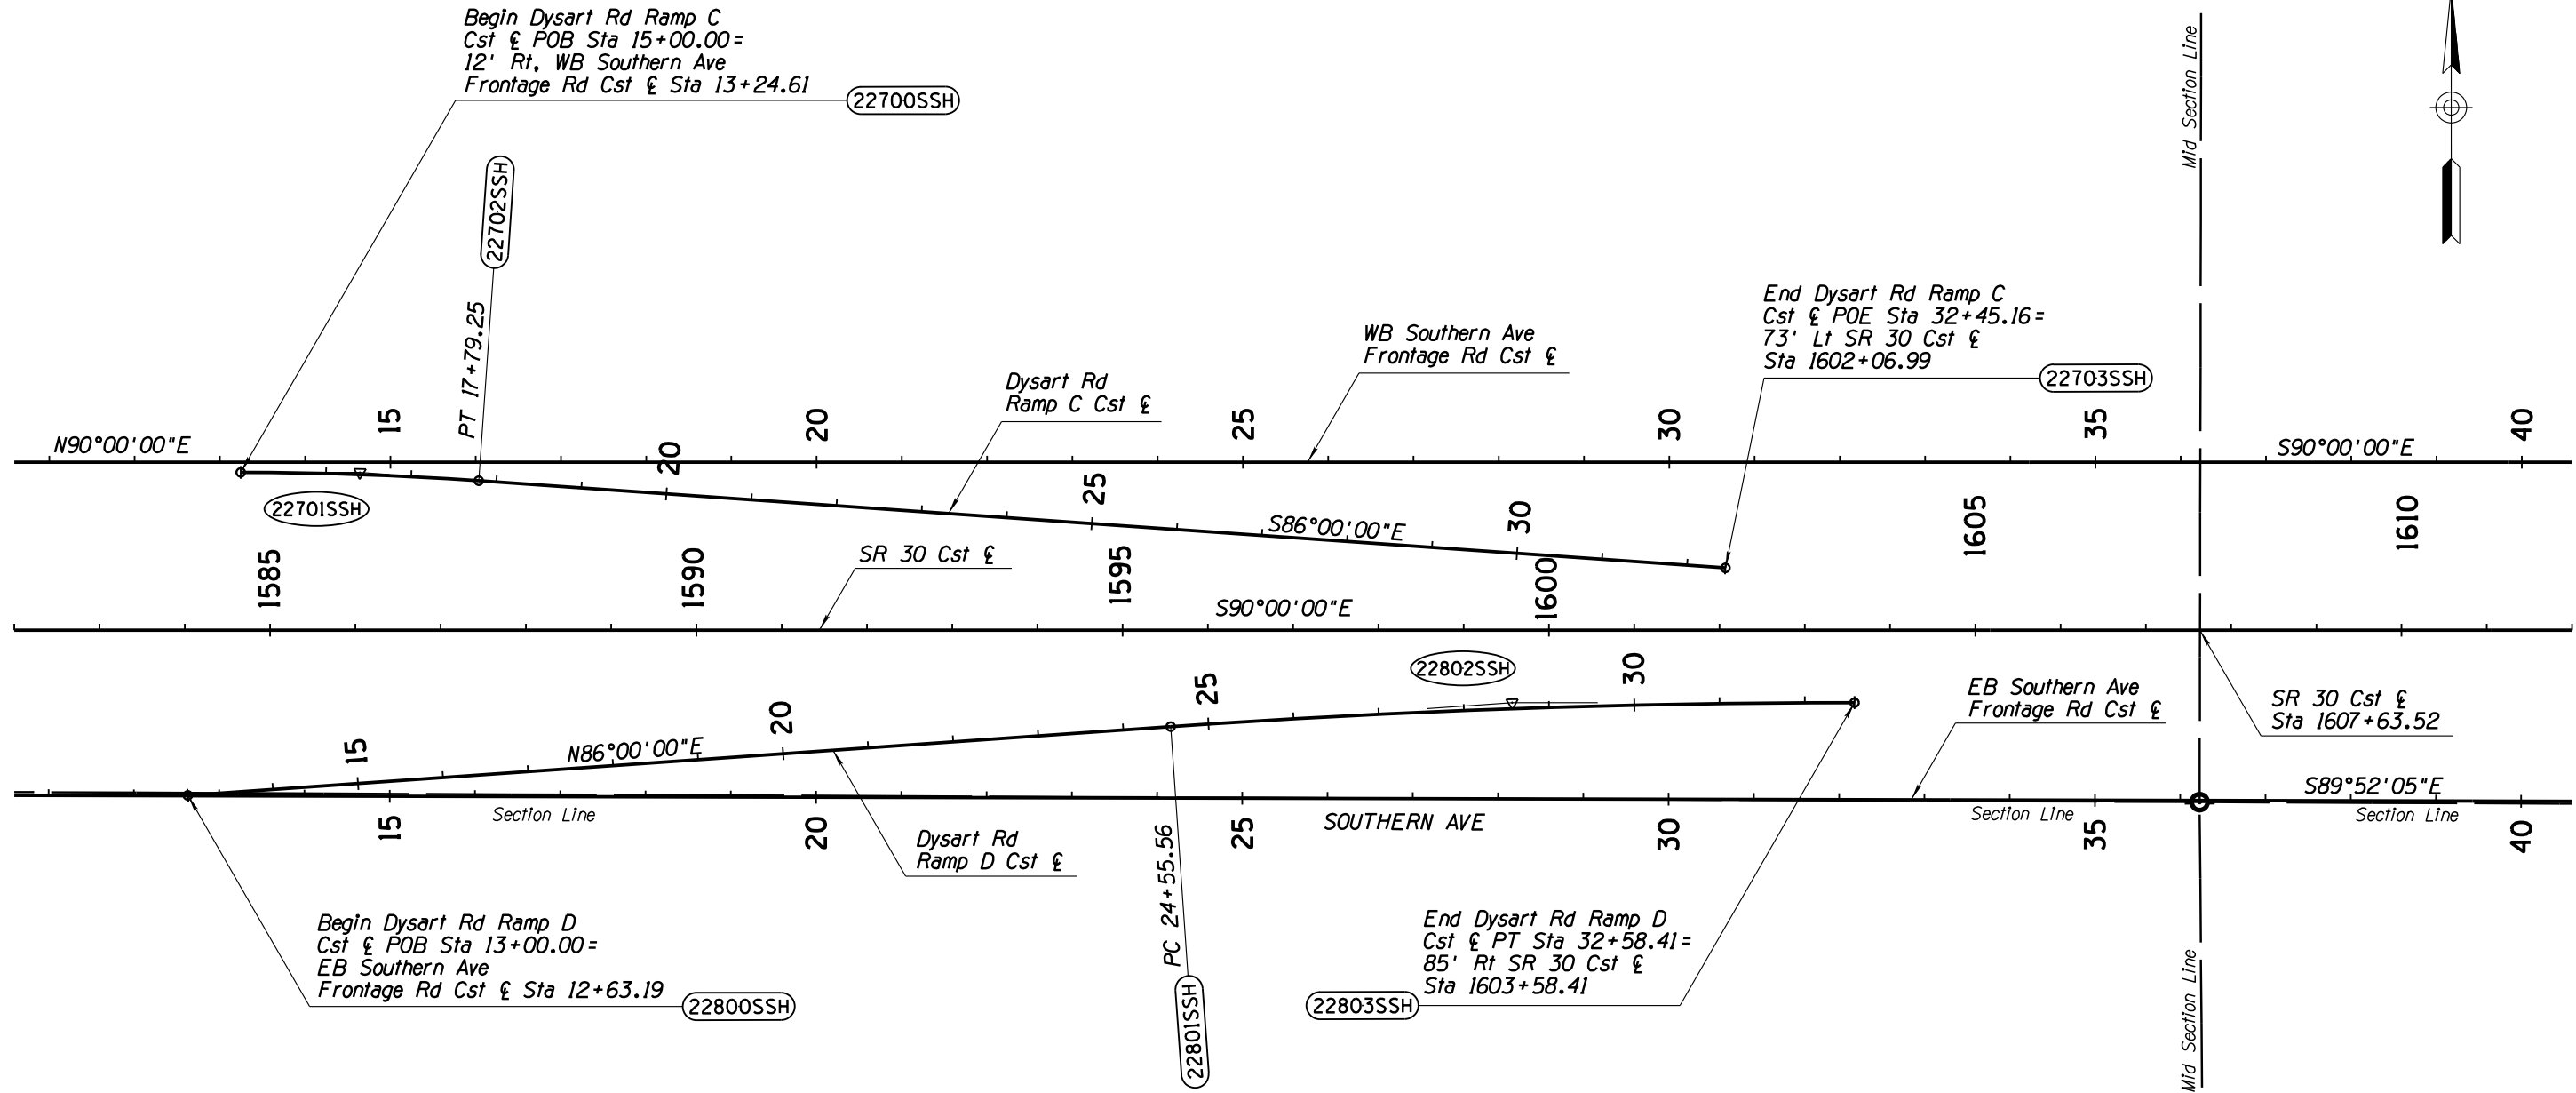 Begin Dysart Rd Ramp C
Cst ℄ POB Sta 15+00.00=
12' Rt, WB Southern Ave
Frontage Rd Cst ℄ Sta 13+24.61
22700SSH
Mid Section Line
22702SSH
PT 17+79.25
End Dysart Rd Ramp C
Cst ℄ POE Sta 32+45.16=
73' Lt SR 30 Cst ℄
Sta 1602+06.99
22703SSH
WB Southern Ave
Frontage Rd Cst ℄
Dysart Rd
Ramp C Cst ℄
N90°00'00"E
15
20
25
30
35
S90°00'00"E
40
22701SSH
20
25
S86°00'00"E
30
SR 30 Cst ℄
1585
1590
1595
1600
1605
1610
S90°00'00"E
22802SSH
15
N86°00'00"E
20
25
30
EB Southern Ave
Frontage Rd Cst ℄
SR 30 Cst ℄
Sta 1607+63.52
S89°52'05"E
Section Line
Section Line
Section Line
15
20
25
SOUTHERN AVE
30
35
40
Dysart Rd
Ramp D Cst ℄
PC 24+55.56
22801SSH
Begin Dysart Rd Ramp D
Cst ℄ POB Sta 13+00.00=
EB Southern Ave
Frontage Rd Cst ℄ Sta 12+63.19
22800SSH
End Dysart Rd Ramp D
Cst ℄ PT Sta 32+58.41=
85' Rt SR 30 Cst ℄
Sta 1603+58.41
22803SSH
Mid Section Line